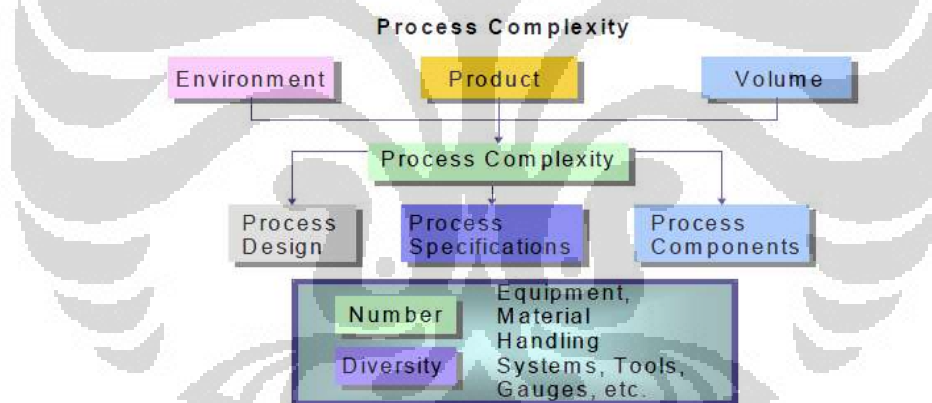 Process Complexity
Environment
Product
Volume
Process Complexity
Process
Design
Process
Specifications
Process
Components
Number
Diversity
Equipment,
Material
Handling
Systems, Tools,
Gauges, etc.